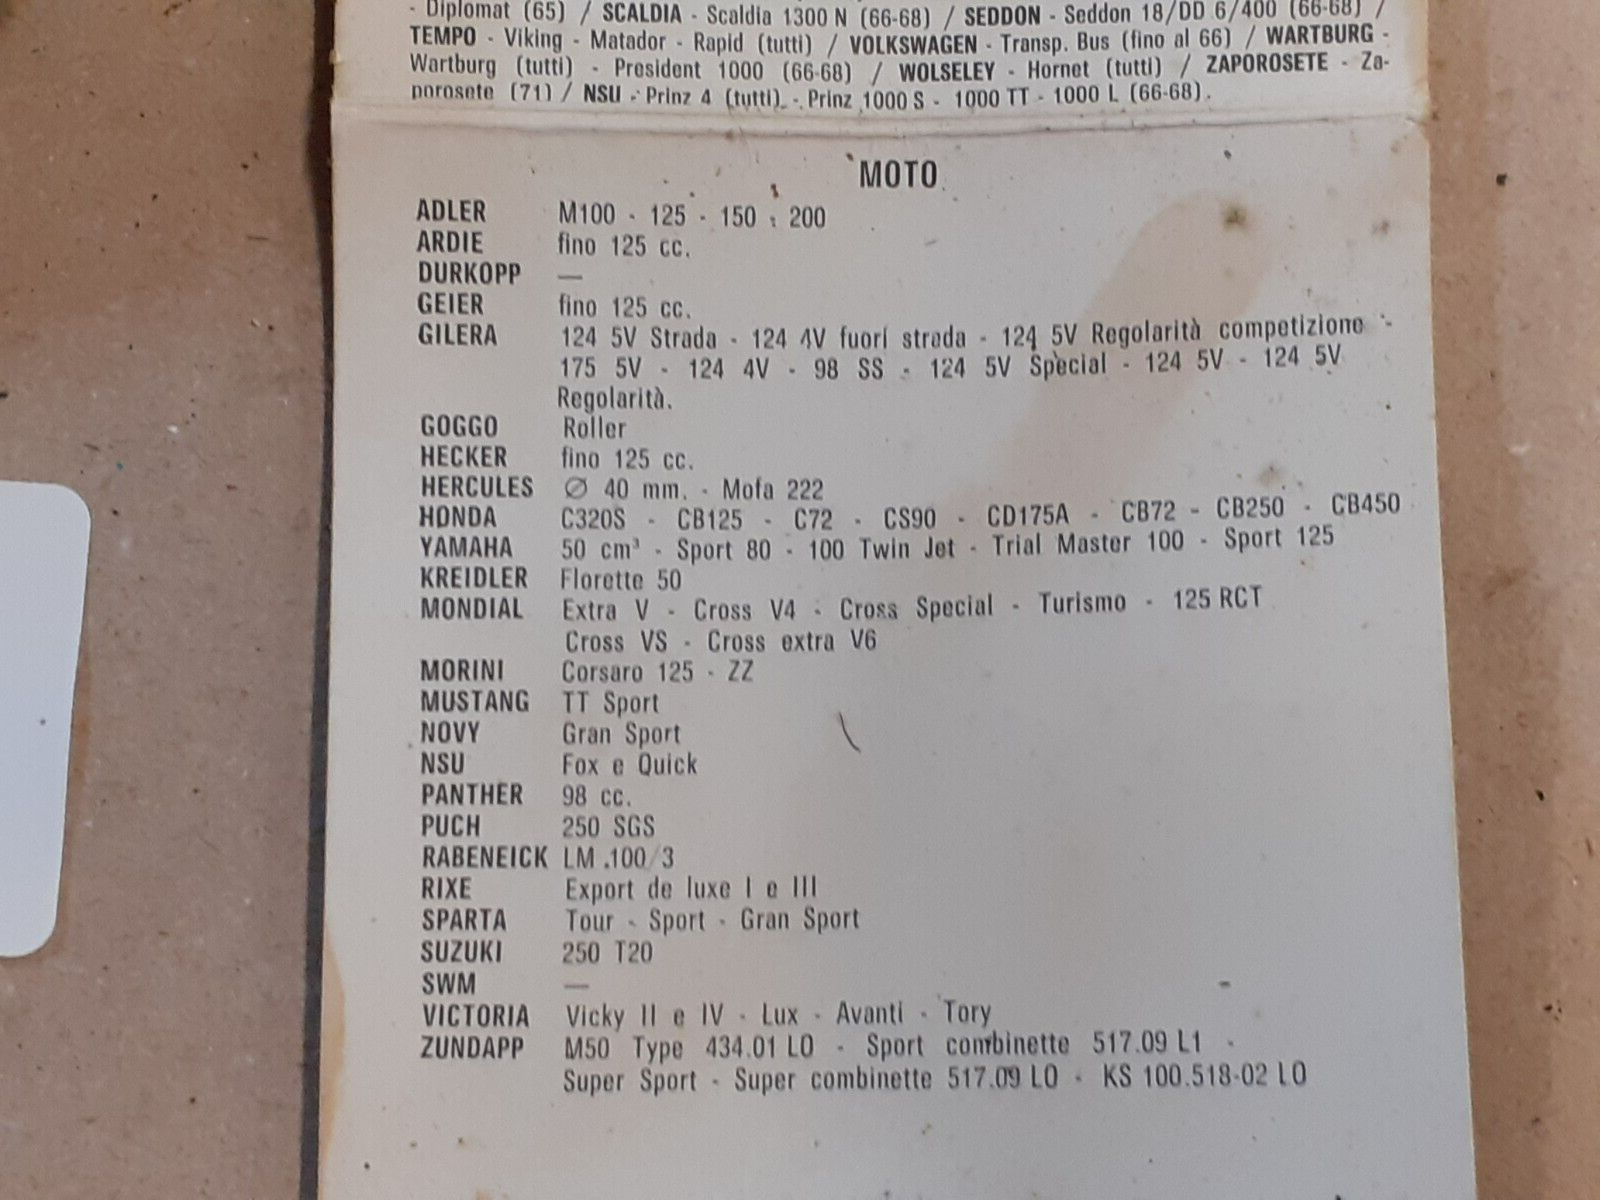 - Diplomat (65) / SCALDIA - Scaldia 1300 N (66-68) / SEDDON - Seddon 18/DD 6/400 (66-68) /
TEMPO - Viking - Matador - Rapid (tutti) / VOLKSWAGEN - Transp. Bus (fino al 66) / WARTBURG -
Wartburg (tutti) - President 1000 (66-68) / WOLSELEY - Hornet (tutti) / ZAPOROSETE - Za-
porosete (71) / NSU - Prinz 4 (tutti) - Prinz 1000 S - 1000 TT - 1000 L (66-68).
MOTO
ADLER M100 - 125 - 150 - 200
ARDIE fino 125 cc.
DURKOPP —
GEIER fino 125 cc.
GILERA 124 5V Strada - 124 4V fuori strada - 124 5V Regolarità competizione -
175 5V - 124 4V - 98 SS - 124 5V Special - 124 5V - 124 5V
Regolarità.
GOGGO Roller
HECKER fino 125 cc.
HERCULES ∅ 40 mm. - Mofa 222
HONDA C320S - CB125 - C72 - CS90 - CD175A - CB72 - CB250 - CB450
YAMAHA 50 cm³ - Sport 80 - 100 Twin Jet - Trial Master 100 - Sport 125
KREIDLER Florette 50
MONDIAL Extra V - Cross V4 - Cross Special - Turismo - 125 RCT
Cross VS - Cross extra V6
MORINI Corsaro 125 - ZZ
MUSTANG TT Sport
NOVY Gran Sport
NSU Fox e Quick
PANTHER 98 cc.
PUCH 250 SGS
RABENEICK LM .100/3
RIXE Export de luxe I e III
SPARTA Tour - Sport - Gran Sport
SUZUKI 250 T20
SWM —
VICTORIA Vicky II e IV - Lux - Avanti - Tory
ZUNDAPP M50 Type 434.01 LO - Sport combinette 517.09 L1 -
Super Sport - Super combinette 517.09 LO - KS 100.518-02 LO